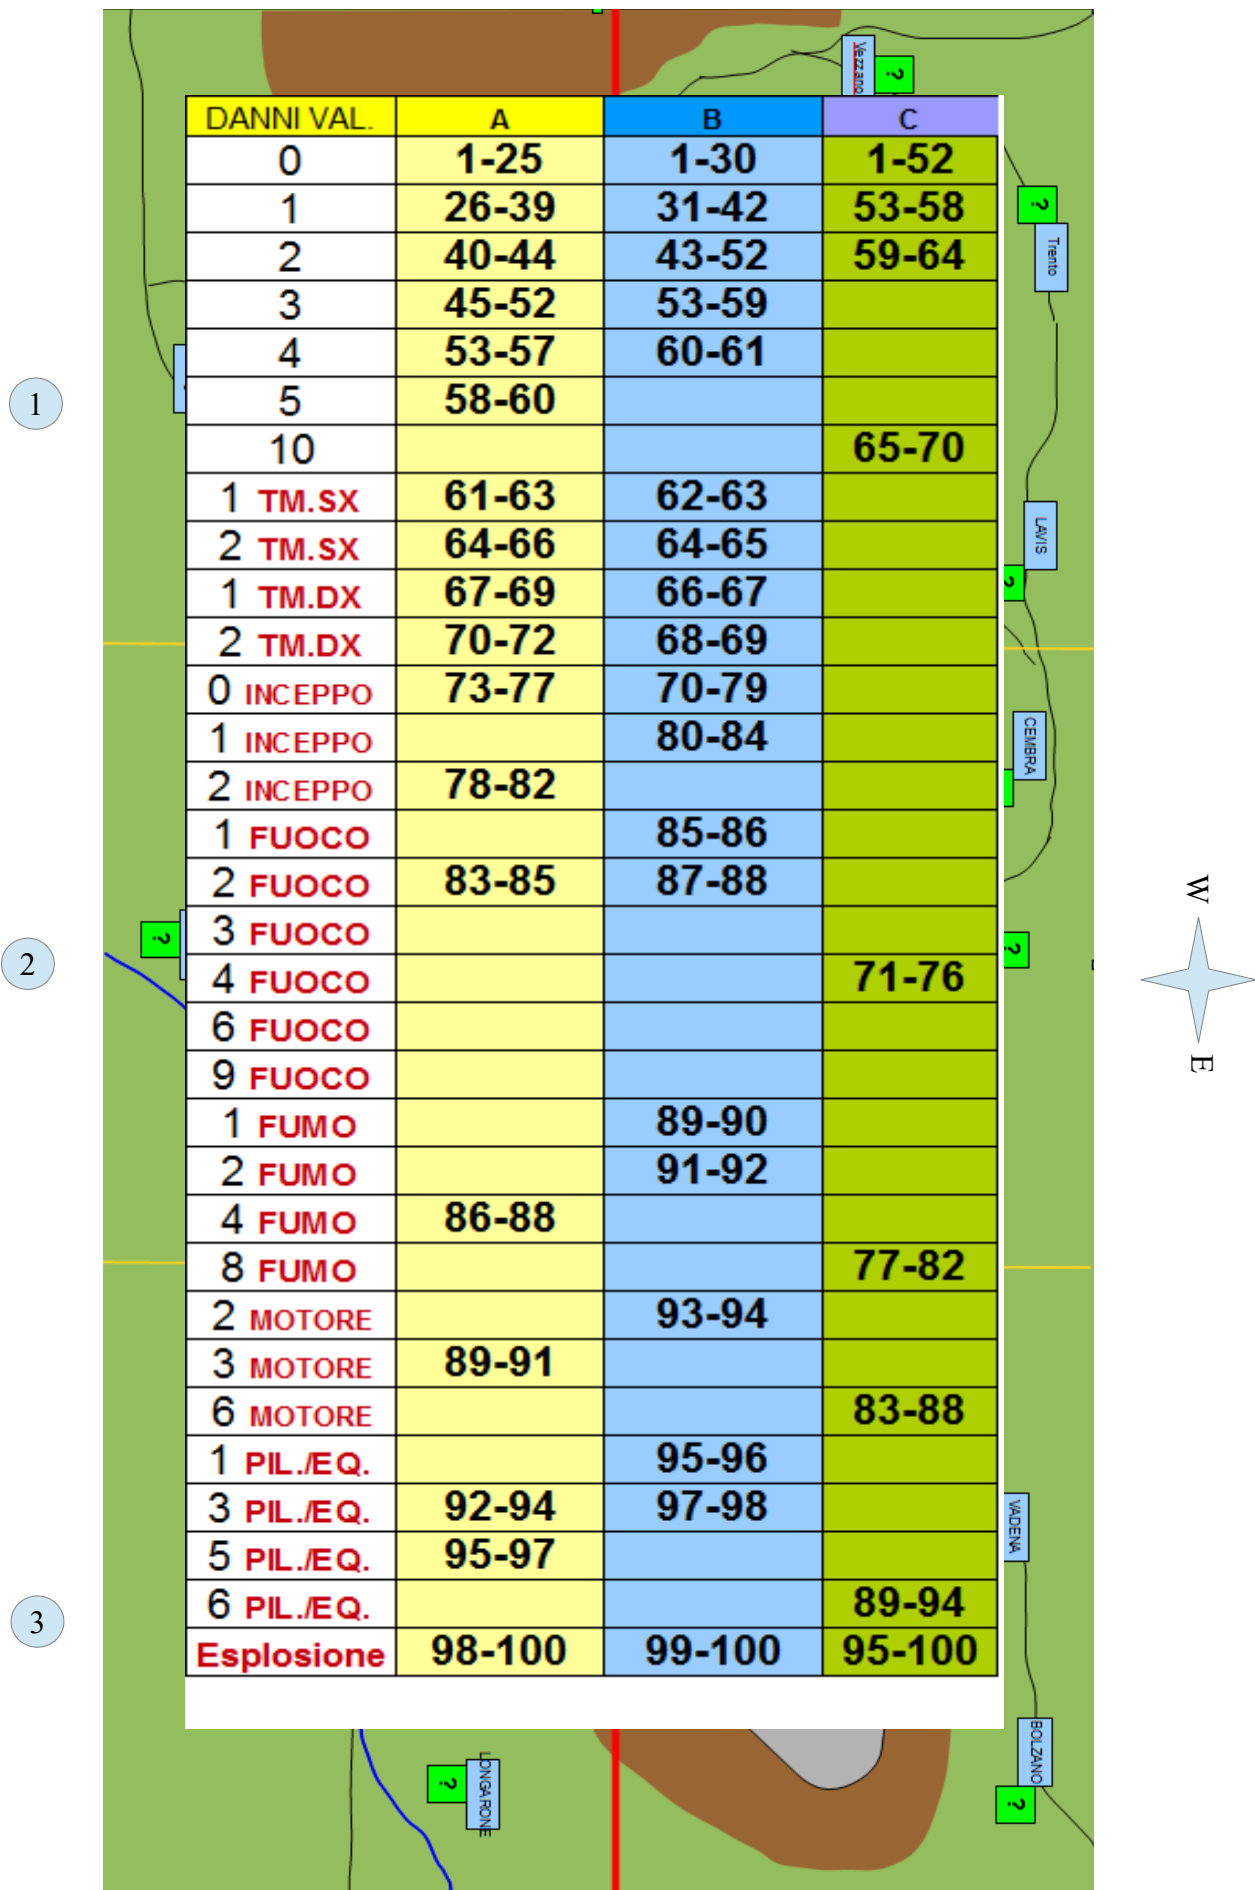 Vezzano
?
DANNI VAL. A B C
0 1-25 1-30 1-52
1 26-39 31-42 53-58
2 40-44 43-52 59-64
3 45-52 53-59
4 53-57 60-61
5 58-60
10 65-70
1 TM.SX 61-63 62-63
2 TM.SX 64-66 64-65
1 TM.DX 67-69 66-67
2 TM.DX 70-72 68-69
0 INCEPPO 73-77 70-79
1 INCEPPO 80-84
2 INCEPPO 78-82
1 FUOCO 85-86
2 FUOCO 83-85 87-88
3 FUOCO
4 FUOCO 71-76
6 FUOCO
9 FUOCO
1 FUMO 89-90
2 FUMO 91-92
4 FUMO 86-88
8 FUMO 77-82
2 MOTORE 93-94
3 MOTORE 89-91
6 MOTORE 83-88
1 PIL./EQ. 95-96
3 PIL./EQ. 92-94 97-98
5 PIL./EQ. 95-97
6 PIL./EQ. 89-94
Esplosione 98-100 99-100 95-100
?
Trento
LAVIS
?
CEMBRA
?
?
VADENA
BOLZANO
?
LONGARONE
?
1
2
3
W
E